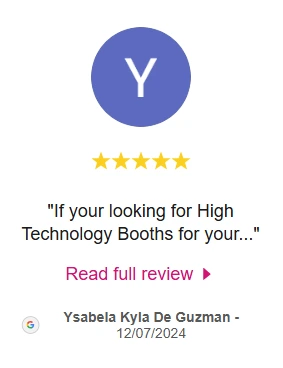 Y
"If your looking for High
Technology Booths for your..."
Read full review
G
Ysabela Kyla De Guzman -
12/07/2024